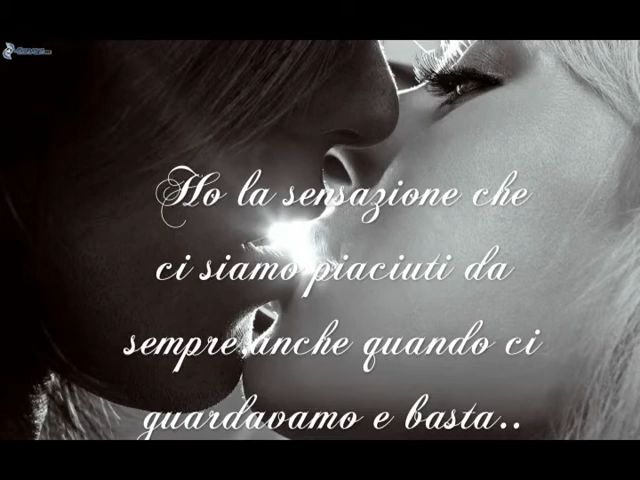 Ho la sensazione che
ci siamo piaciuti da
sempre,anche quando ci
guardavamo e basta..